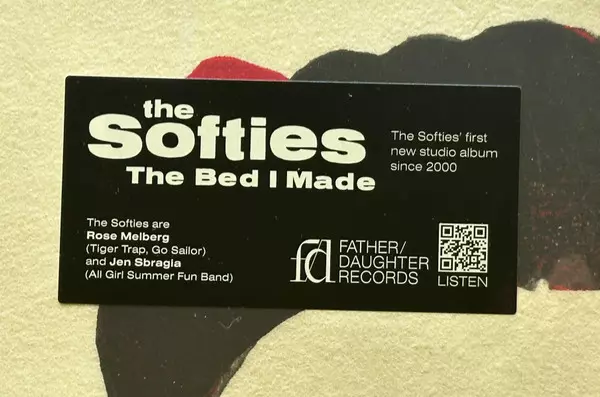 the
Softies
The Bed I Made
The Softies' first
new studio album
since 2000
The Softies are
Rose Melberg
(Tiger Trap, Go Sailor)
and Jen Sbragia
(All Girl Summer Fun Band)
fd
FATHER/
DAUGHTER
RECORDS
LISTEN